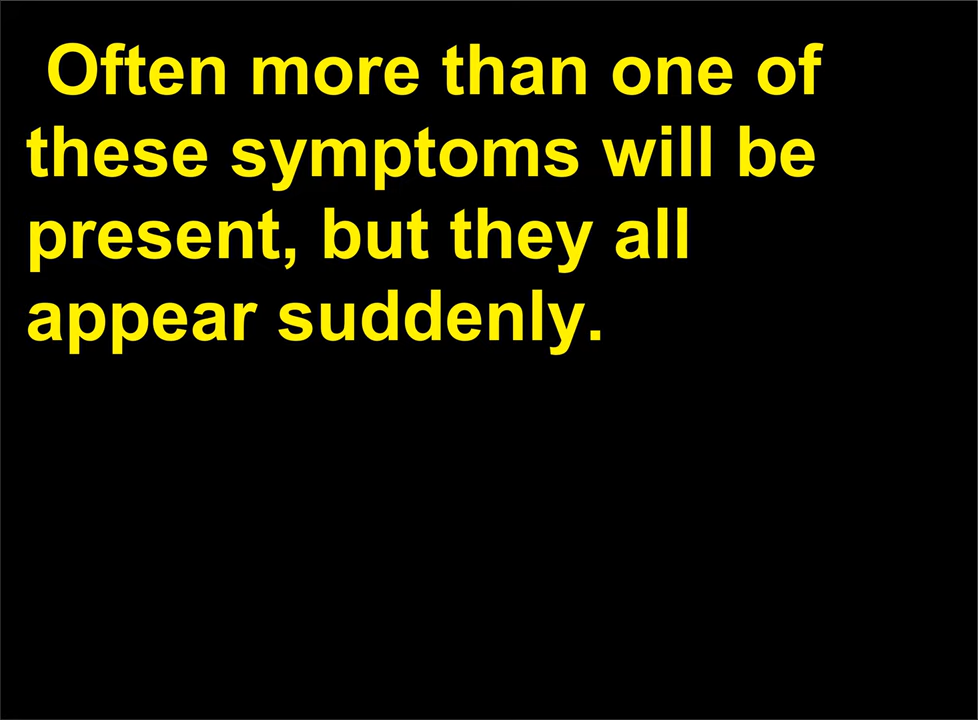 Often more than one of
these symptoms will be
present, but they all
appear suddenly.